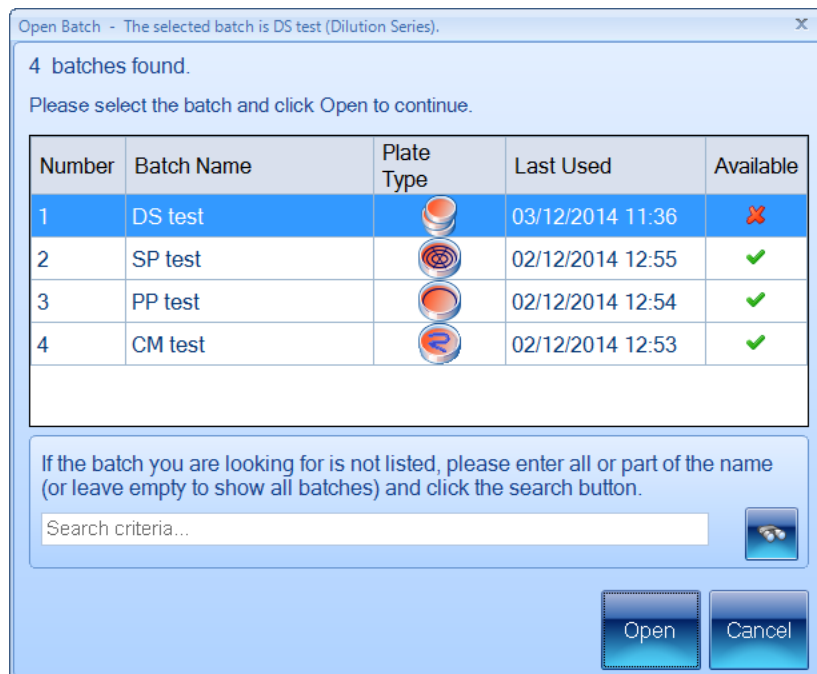 Open Batch - The selected batch is DS test (Dilution Series).
4 batches found.
Please select the batch and click Open to continue.
Number Batch Name Plate Type Last Used Available
1 DS test 03/12/2014 11:36
2 SP test 02/12/2014 12:55
3 PP test 02/12/2014 12:54
4 CM test 02/12/2014 12:53
If the batch you are looking for is not listed, please enter all or part of the name
(or leave empty to show all batches) and click the search button.
Search criteria...
Open Cancel